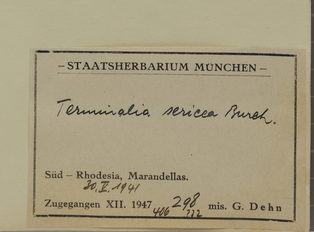 – STAATSHERBARIUM MÜNCHEN –
Terminalia sericea Burch.
Süd – Rhodesia, Marandellas.
30.V.1941
Zugegangen XII. 1947 298 mis. G. Dehn